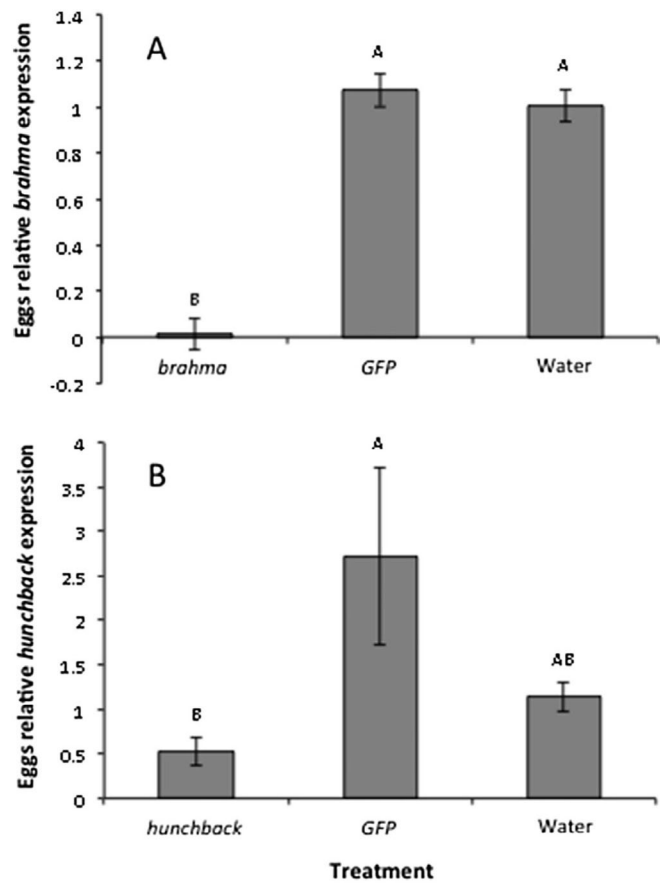 A
Eggs relative brahma expression
1.4
1.2
1
0.8
0.6
0.4
0.2
0
-0.2
B
A
A
brahma GFP Water
B
Eggs relative hunchback expression
4
3.5
3
2.5
2
1.5
1
0.5
0
B
A
AB
hunchback GFP Water
Treatment